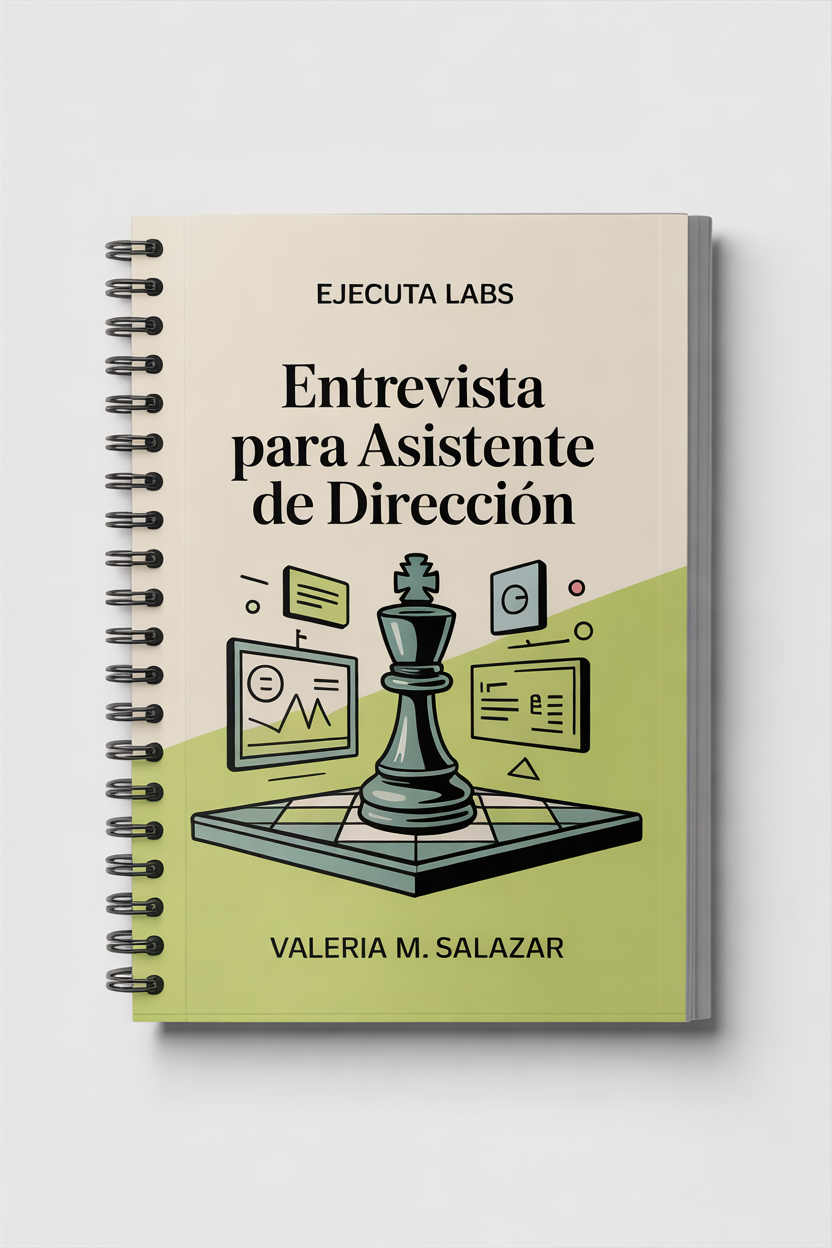 EJECUTA LABS
Entrevista
para Asistente
de Dirección
VALERIA M. SALAZAR